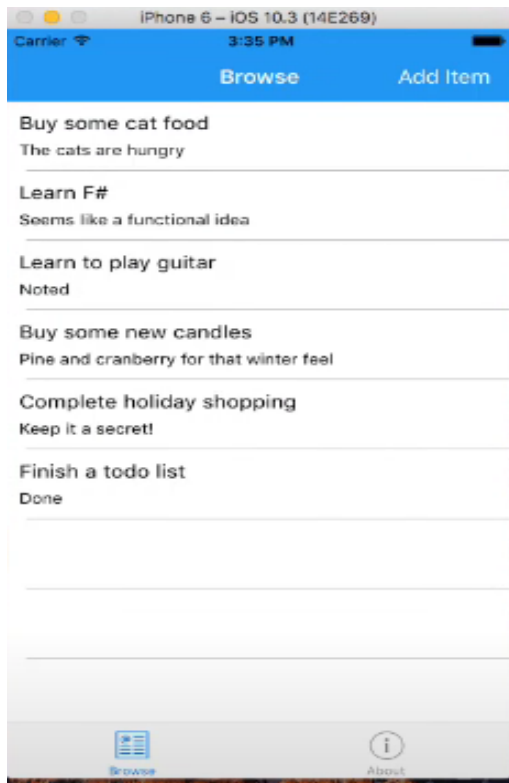 iPhone 6 – iOS 10.3 (14E269)
Carrier 3:35 PM
Browse Add Item
Buy some cat food
The cats are hungry
Learn F#
Seems like a functional idea
Learn to play guitar
Noted
Buy some new candles
Pine and cranberry for that winter feel
Complete holiday shopping
Keep it a secret!
Finish a todo list
Done
Browse About